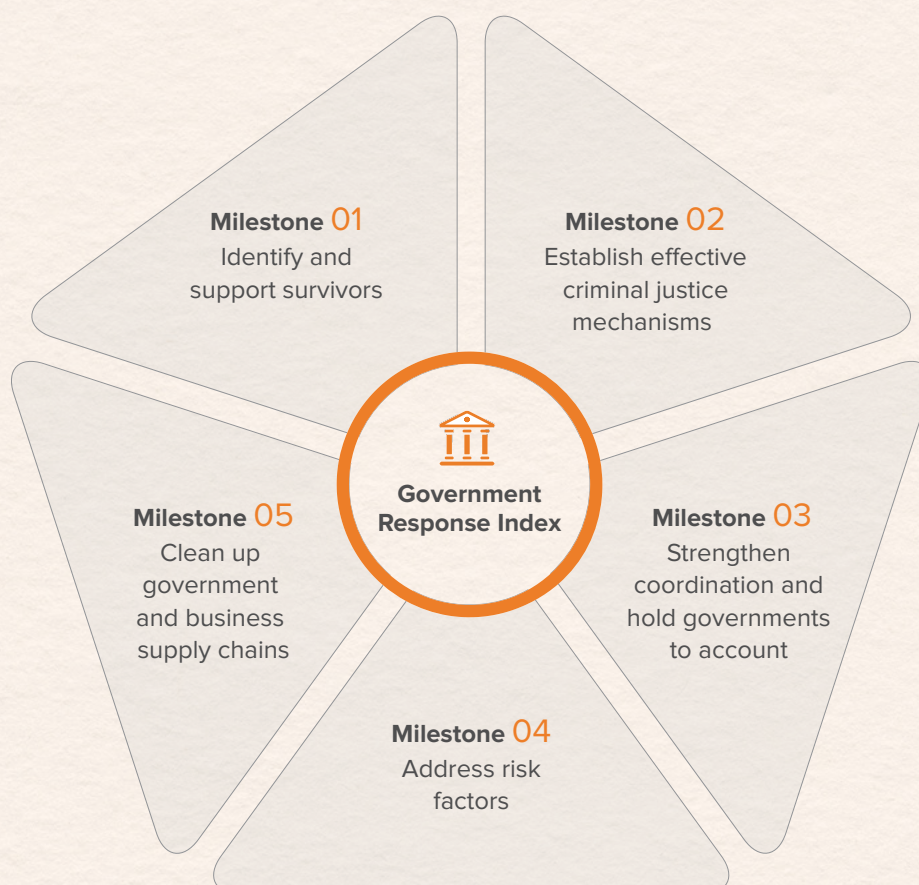 Milestone 01
Identify and
support survivors
Milestone 02
Establish effective
criminal justice
mechanisms
Government
Response Index
Milestone 05
Clean up
government
and business
supply chains
Milestone 03
Strengthen
coordination and
hold governments
to account
Milestone 04
Address risk
factors